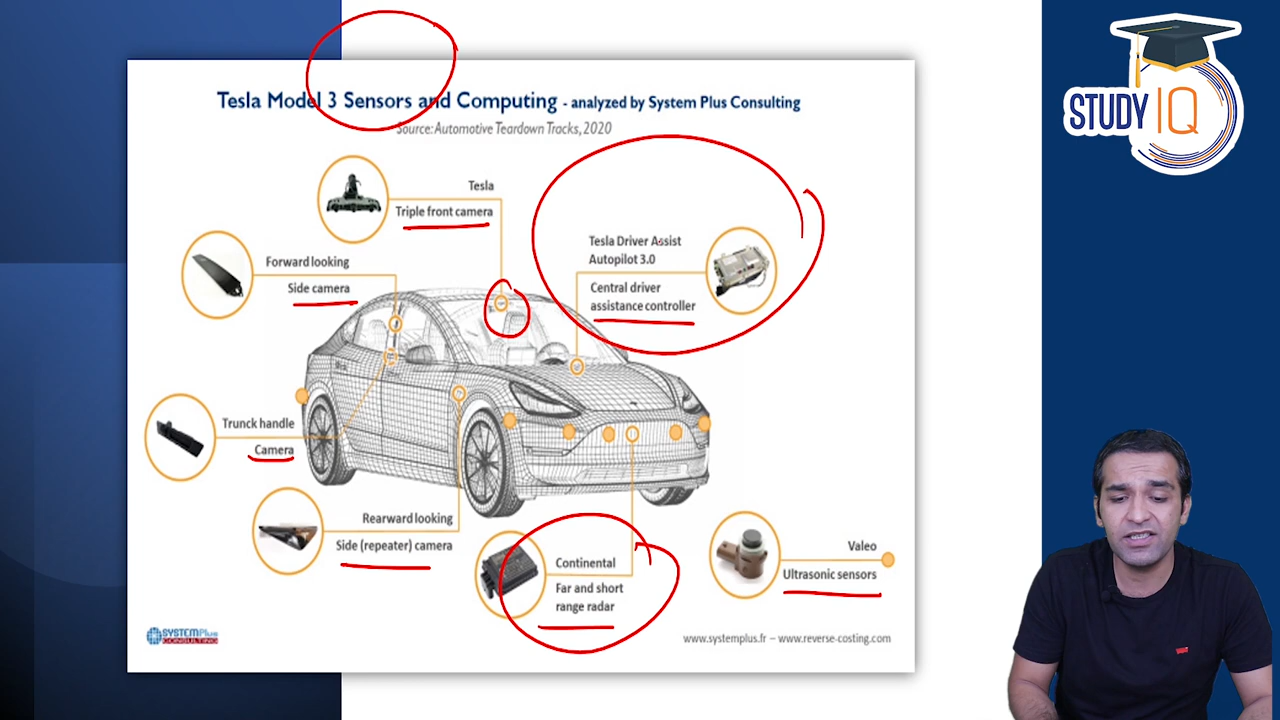 Tesla Model 3 Sensors and Computing - analyzed by System Plus Consulting
Source: Automotive Teardown Tracks, 2020
STUDY IQ
Tesla
Triple front camera
Tesla Driver Assist
Autopilot 3.0
Central driver
assistance controller
Forward looking
Side camera
Trunck handle
Camera
Rearward looking
Side (repeater) camera
Continental
Far and short
range radar
Valeo
Ultrasonic sensors
SYSTEMPlus
CONSULTING
www.systemplus.fr – www.reverse-costing.com